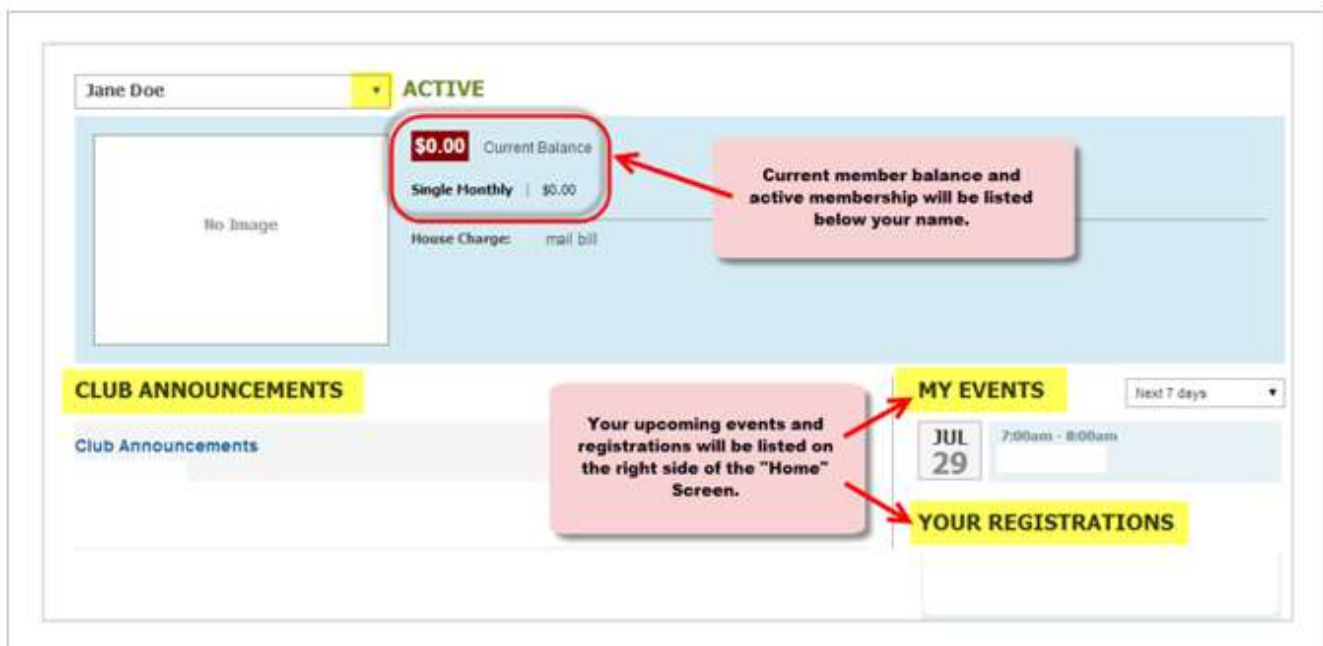 Jane Doe
ACTIVE
$0.00 Current Balance
Single Monthly | $0.00
House Charge: mail bill
No Image
Current member balance and
active membership will be listed
below your name.
CLUB ANNOUNCEMENTS
Club Announcements
Your upcoming events and
registrations will be listed on
the right side of the "Home"
Screen.
MY EVENTS
Next 7 days
JUL
29
7:00am - 8:00am
YOUR REGISTRATIONS